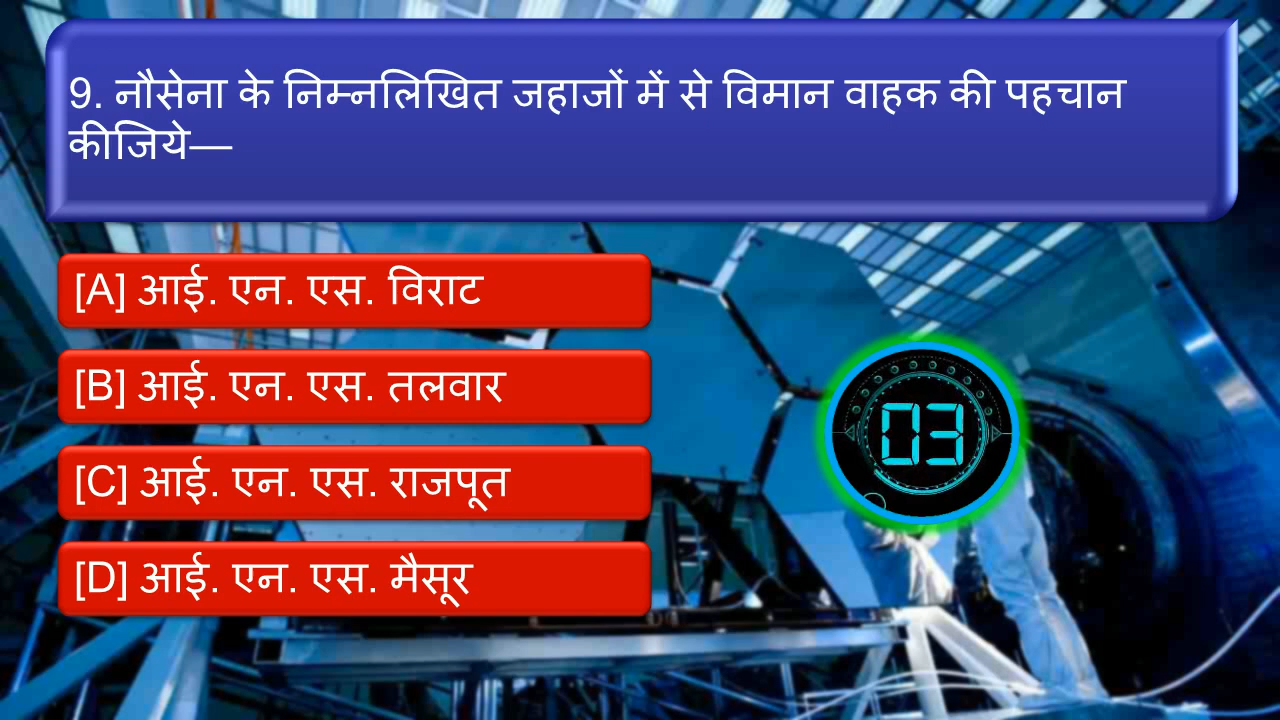 9. नौसेना के निम्नलिखित जहाजों में से विमान वाहक की पहचान
कीजिये—
[A] आई. एन. एस. विराट
[B] आई. एन. एस. तलवार
[C] आई. एन. एस. राजपूत
[D] आई. एन. एस. मैसूर
03